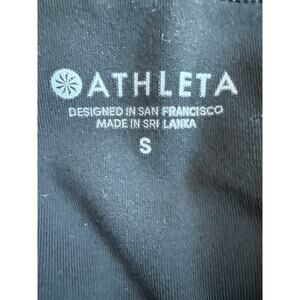 ATHLETA
DESIGNED IN SAN FRANCISCO
MADE IN SRI LANKA
S